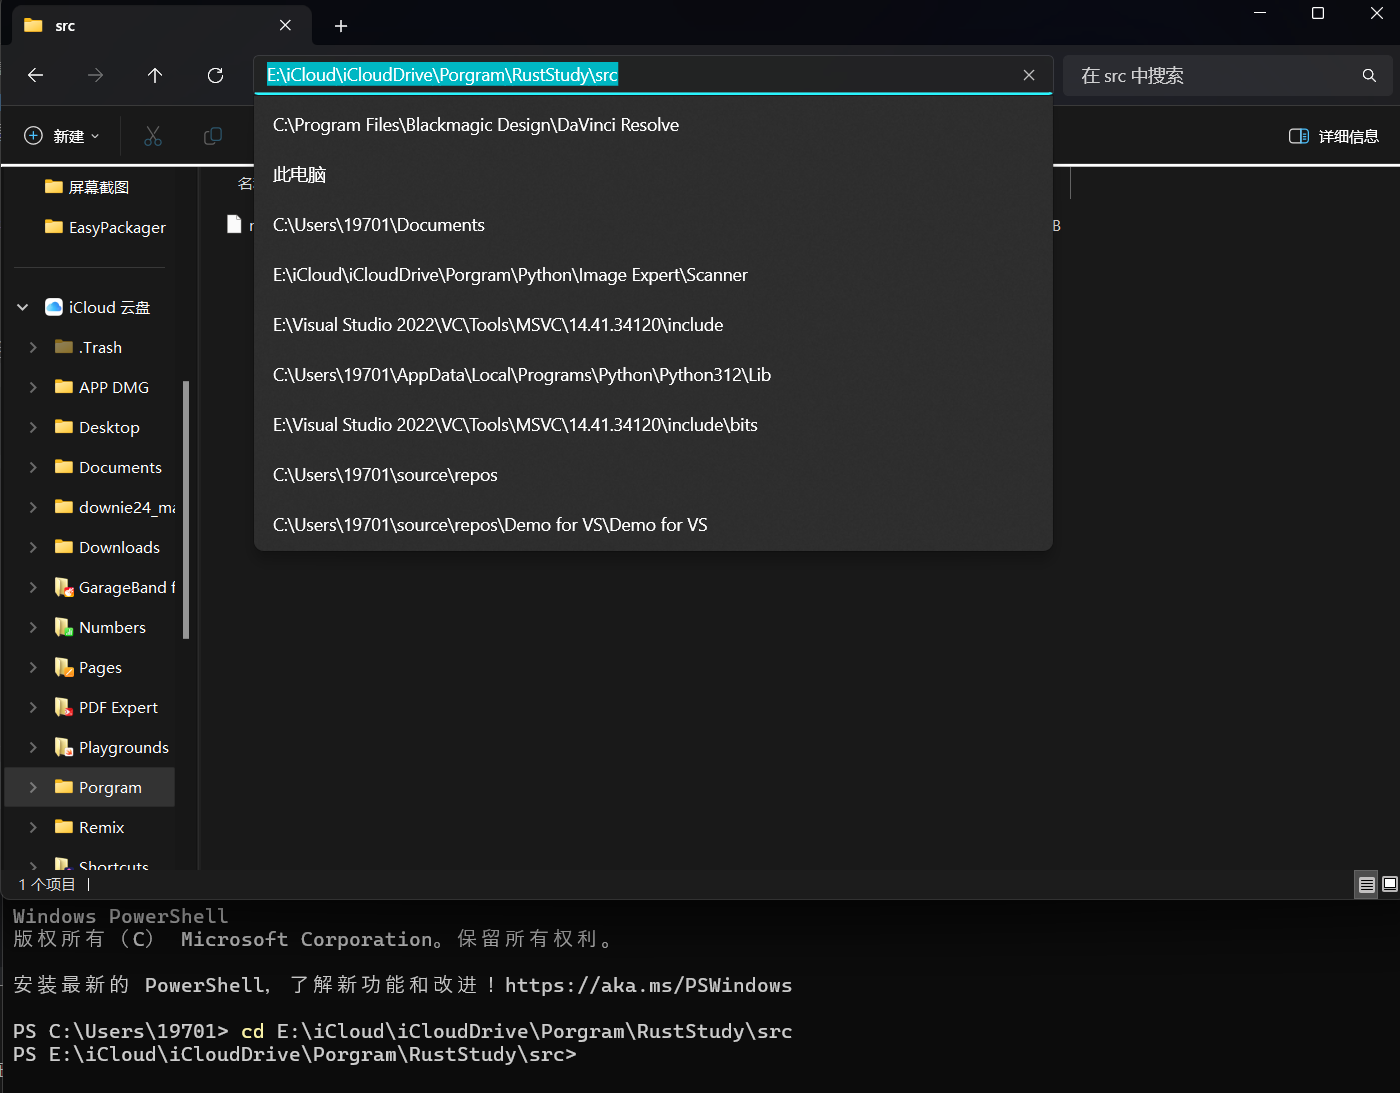 src
E:\iCloud\iCloudDrive\Porgram\RustStudy\src
在 src 中搜索
新建
详细信息
C:\Program Files\Blackmagic Design\DaVinci Resolve
此电脑
C:\Users\19701\Documents
E:\iCloud\iCloudDrive\Porgram\Python\Image Expert\Scanner
E:\Visual Studio 2022\VC\Tools\MSVC\14.41.34120\include
C:\Users\19701\AppData\Local\Programs\Python\Python312\Lib
E:\Visual Studio 2022\VC\Tools\MSVC\14.41.34120\include\bits
C:\Users\19701\source\repos
C:\Users\19701\source\repos\Demo for VS\Demo for VS
B
屏幕截图
EasyPackager
iCloud 云盘
.Trash
APP DMG
Desktop
Documents
downie24_ma
Downloads
GarageBand f
Numbers
Pages
PDF Expert
Playgrounds
Porgram
Remix
Shortcuts
1 个项目
Windows PowerShell
版权所有（C） Microsoft Corporation。保留所有权利。
安装最新的 PowerShell，了解新功能和改进！https://aka.ms/PSWindows
PS C:\Users\19701> cd E:\iCloud\iCloudDrive\Porgram\RustStudy\src
PS E:\iCloud\iCloudDrive\Porgram\RustStudy\src>